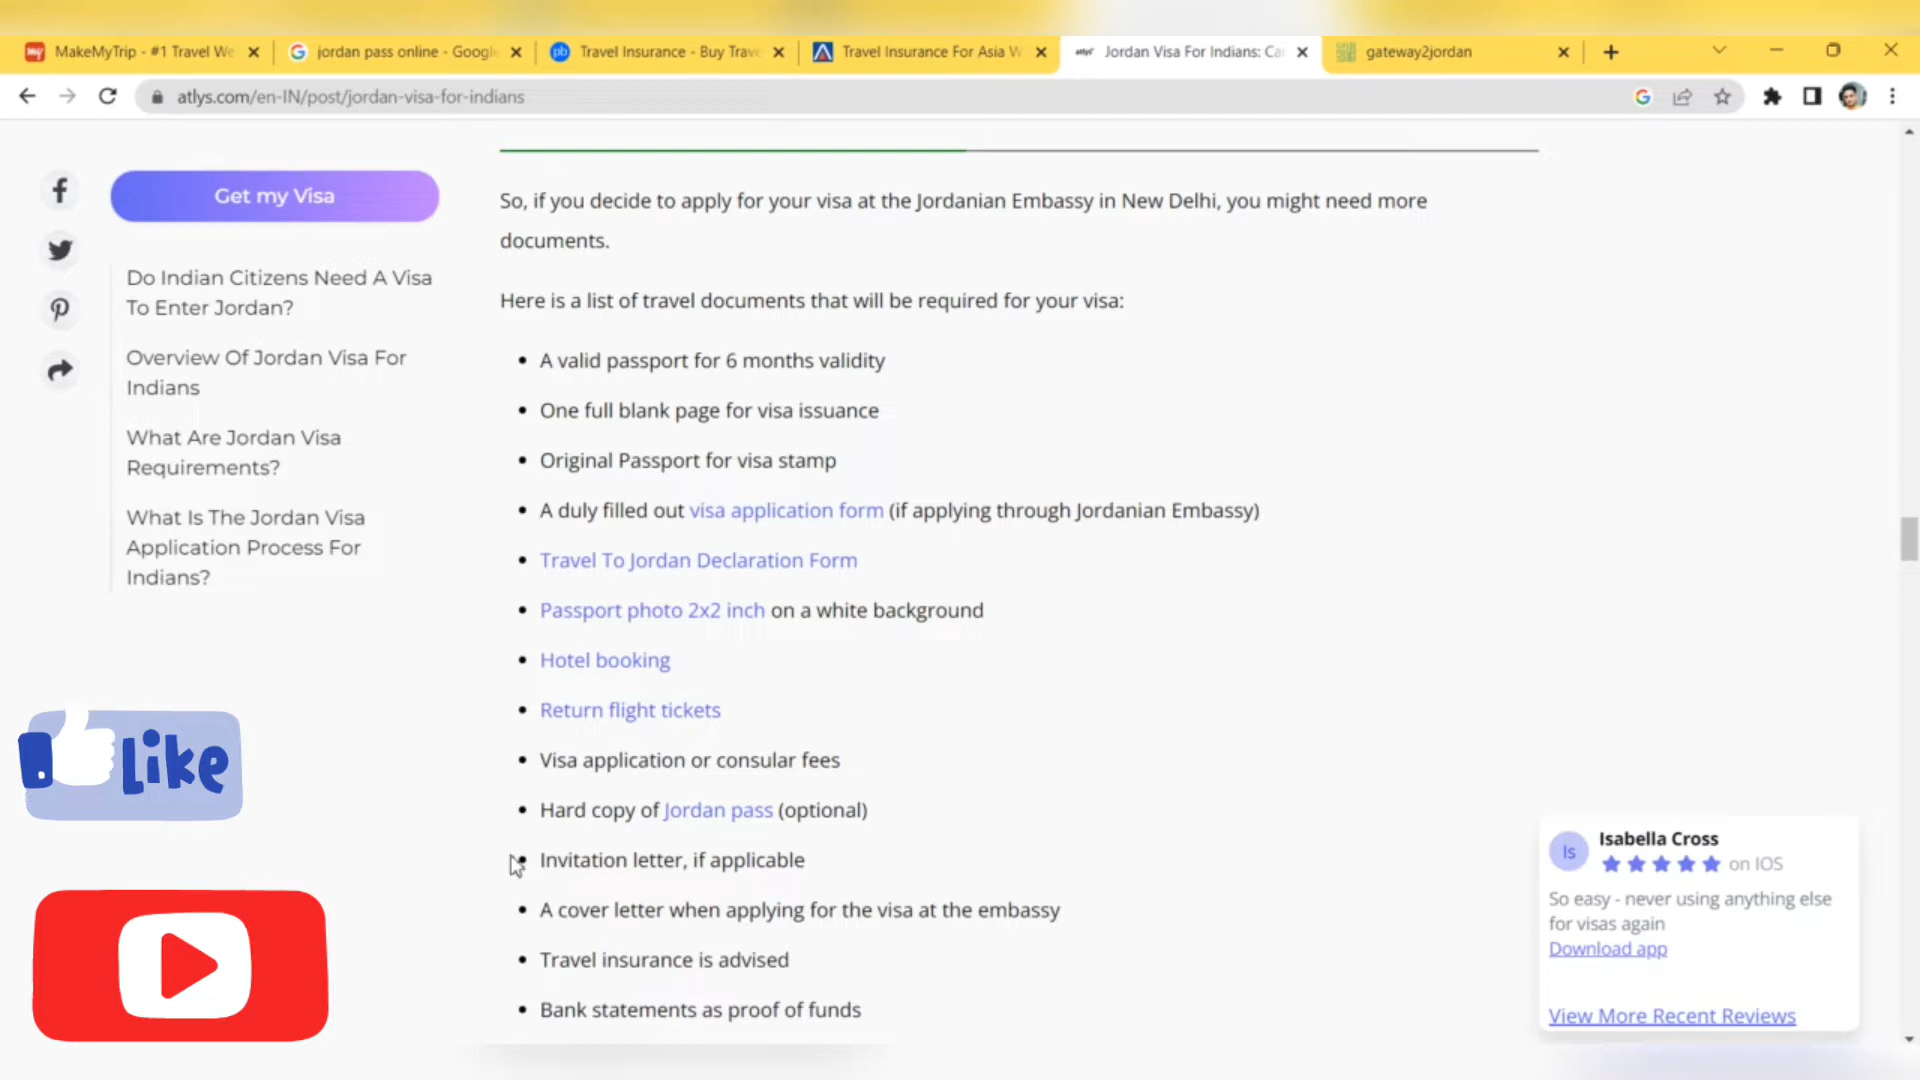 MakeMyTrip - #1 Travel We
jordan pass online - Google
pb
Travel Insurance - Buy Trave
Travel Insurance For Asia W
Jordan Visa For Indians: Ca
gateway2jordan
atlys.com/en-IN/post/jordan-visa-for-indians
Get my Visa
Do Indian Citizens Need A Visa
To Enter Jordan?
Overview Of Jordan Visa For
Indians
What Are Jordan Visa
Requirements?
What Is The Jordan Visa
Application Process For
Indians?
So, if you decide to apply for your visa at the Jordanian Embassy in New Delhi, you might need more
documents.
Here is a list of travel documents that will be required for your visa:
• A valid passport for 6 months validity
• One full blank page for visa issuance
• Original Passport for visa stamp
• A duly filled out visa application form (if applying through Jordanian Embassy)
• Travel To Jordan Declaration Form
• Passport photo 2x2 inch on a white background
• Hotel booking
• Return flight tickets
• Visa application or consular fees
• Hard copy of Jordan pass (optional)
• Invitation letter, if applicable
• A cover letter when applying for the visa at the embassy
• Travel insurance is advised
• Bank statements as proof of funds
Like
Is
Isabella Cross
on IOS
So easy - never using anything else
for visas again
Download app
View More Recent Reviews